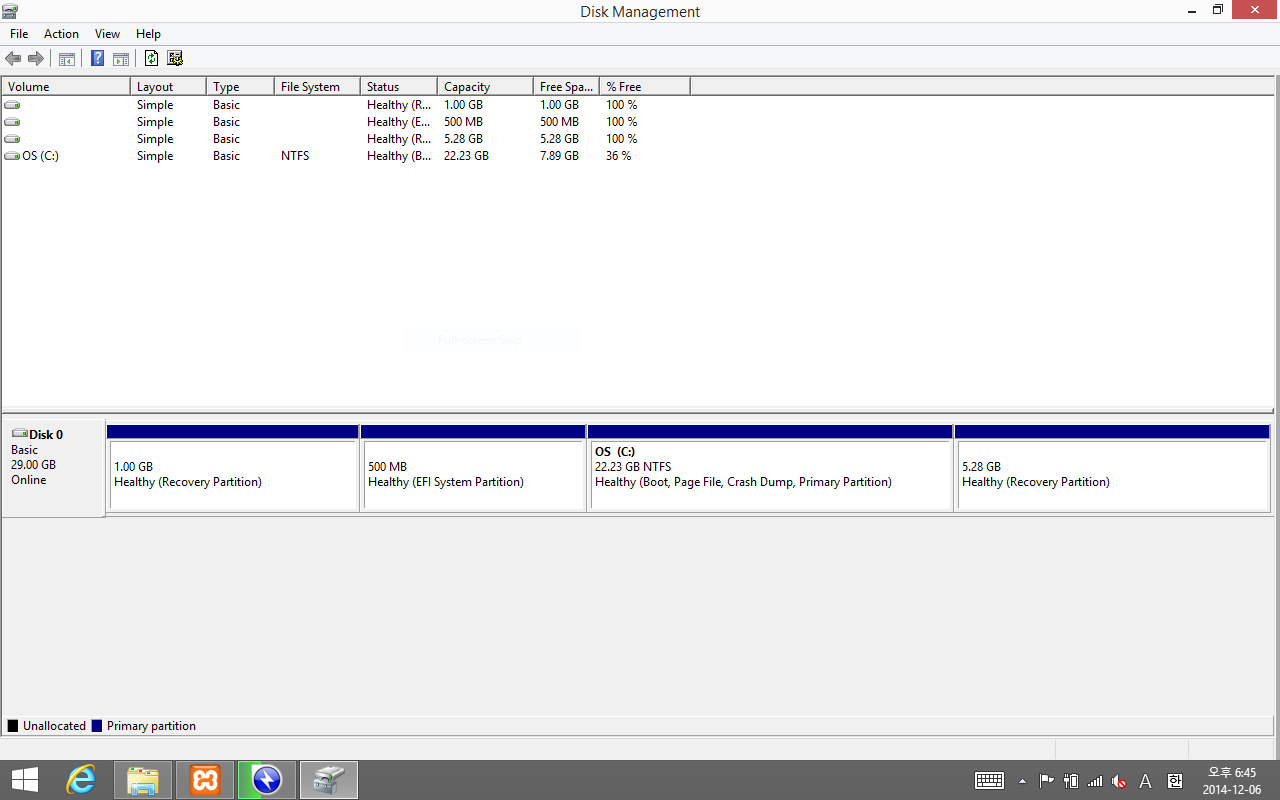 Disk Management
File Action View Help
Volume Layout Type File System Status Capacity Free Spa... % Free
Simple Basic Healthy (R... 1.00 GB 1.00 GB 100 %
Simple Basic Healthy (E... 500 MB 500 MB 100 %
Simple Basic Healthy (R... 5.28 GB 5.28 GB 100 %
OS (C:) Simple Basic NTFS Healthy (B... 22.23 GB 7.89 GB 36 %
Full-screen Snip
Disk 0
Basic
29.00 GB
Online
1.00 GB
Healthy (Recovery Partition)
500 MB
Healthy (EFI System Partition)
OS (C:)
22.23 GB NTFS
Healthy (Boot, Page File, Crash Dump, Primary Partition)
5.28 GB
Healthy (Recovery Partition)
Unallocated Primary partition
A
오후 6:45
2014-12-06